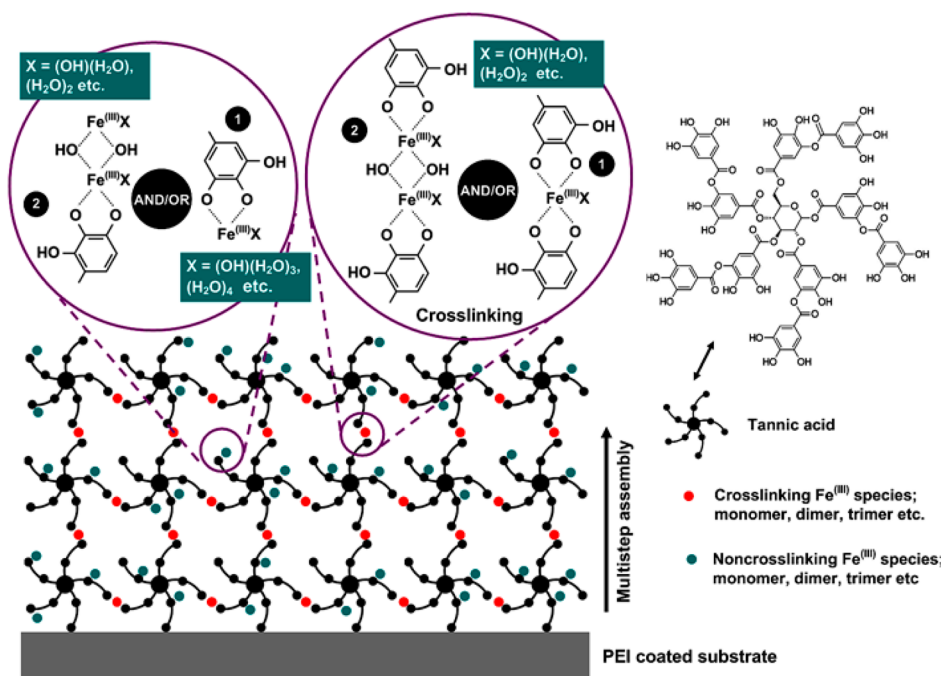 X = (OH)(H₂O),
(H₂O)₂ etc.
Fe⁽ᴵᴵᴵ⁾X
HO OH
Fe⁽ᴵᴵᴵ⁾X
2
O O
HO
AND/OR
1
OH
O
O
Fe⁽ᴵᴵᴵ⁾X
X = (OH)(H₂O)₃,
(H₂O)₄ etc.
X = (OH)(H₂O),
(H₂O)₂ etc.
OH
O O
2
Fe⁽ᴵᴵᴵ⁾X
HO OH
Fe⁽ᴵᴵᴵ⁾X
O O
HO
AND/OR
OH
O O
1
Fe⁽ᴵᴵᴵ⁾X
O O
HO
Crosslinking
Tannic acid
Multistep assembly
Crosslinking Fe⁽ᴵᴵᴵ⁾ species;
monomer, dimer, trimer etc.
Noncrosslinking Fe⁽ᴵᴵᴵ⁾ species;
monomer, dimer, trimer etc
PEI coated substrate